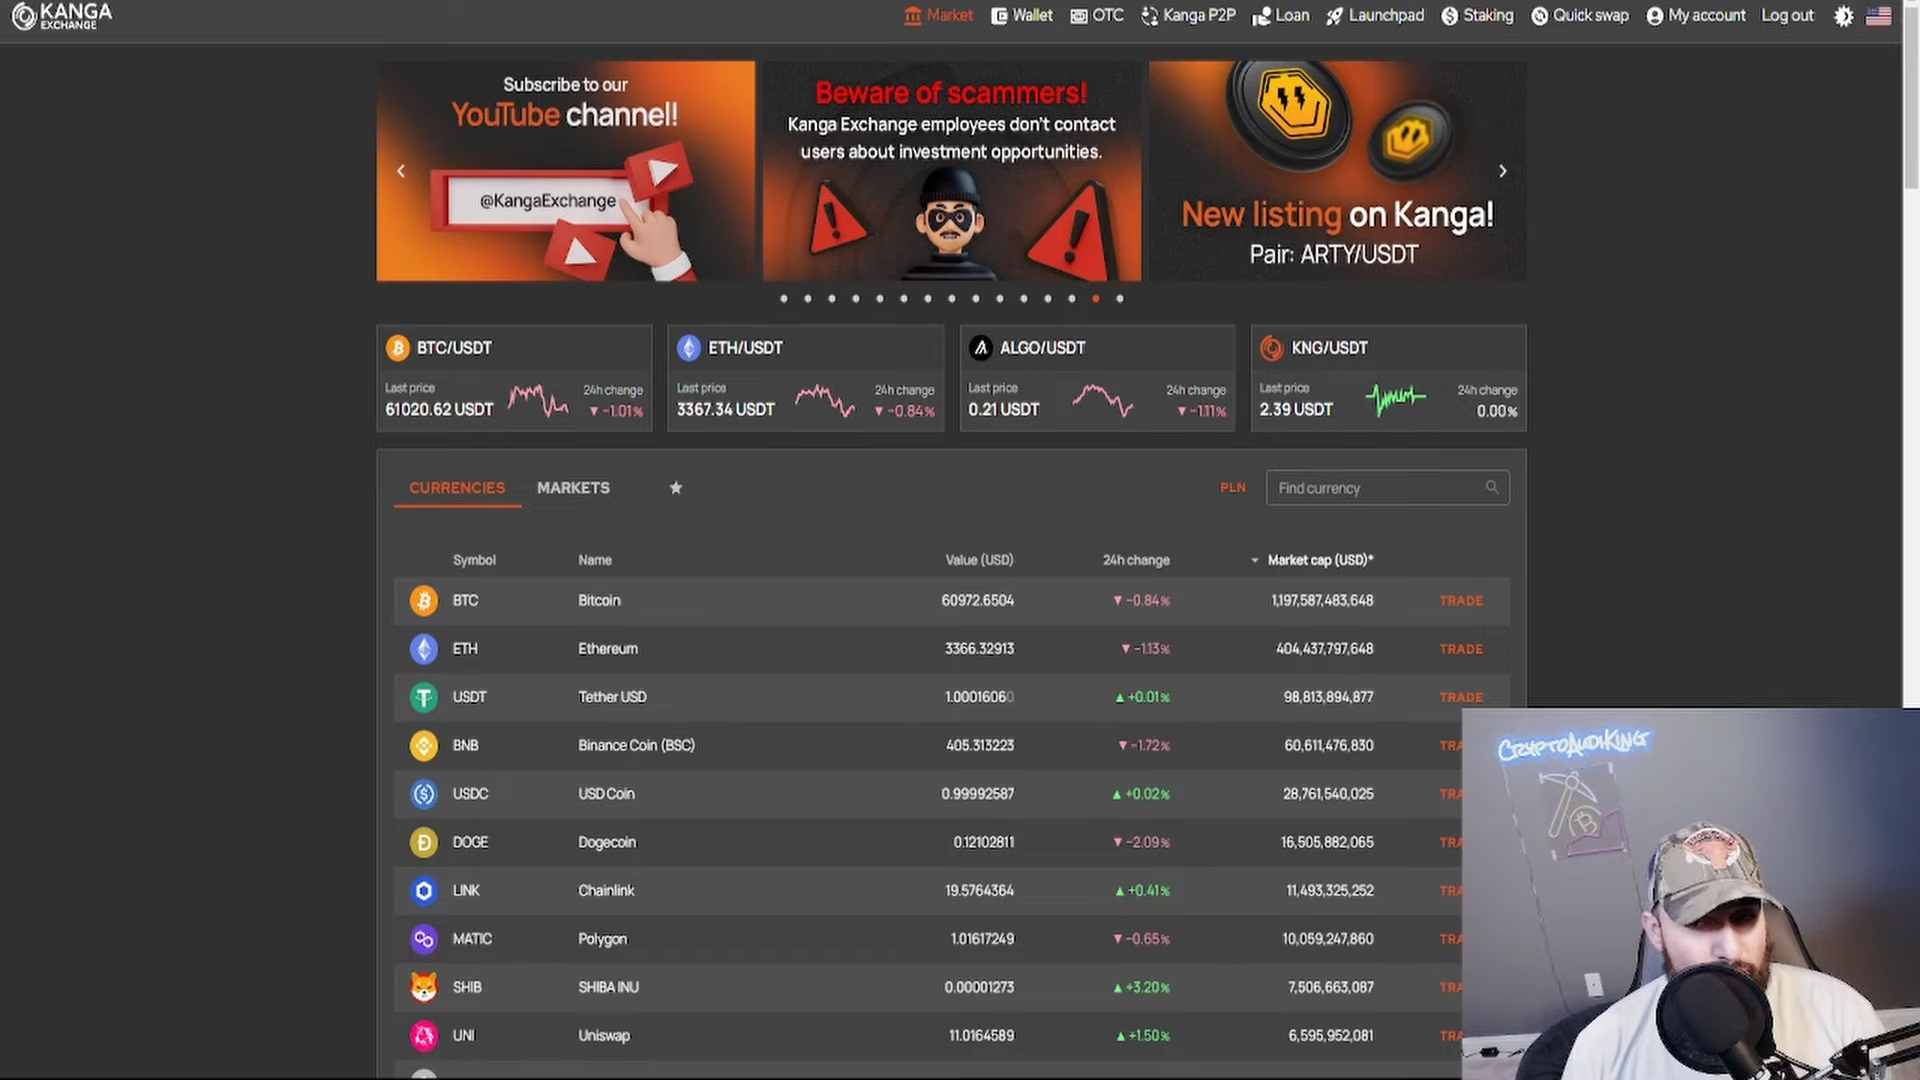 KANGA
EXCHANGE
Market
Wallet
OTC
Kanga P2P
Loan
Launchpad
Staking
Quick swap
My account
Log out
Subscribe to our
YouTube channel!
@KangaExchange
Beware of scammers!
Kanga Exchange employees don't contact
users about investment opportunities.
New listing on Kanga!
Pair: ARTY/USDT
BTC/USDT
Last price
61020.62 USDT
24h change
▼ -1.01%
ETH/USDT
Last price
3367.34 USDT
24h change
▼ -0.84%
ALGO/USDT
Last price
0.21 USDT
24h change
▼ -1.11%
KNG/USDT
Last price
2.39 USDT
24h change
0.00%
CURRENCIES MARKETS ★ PLN Find currency
Symbol Name Value (USD) 24h change Market cap (USD)*
BTC Bitcoin 60972.6504 ▼ -0.84% 1,197,587,483,648 TRADE
ETH Ethereum 3366.32913 ▼ -1.13% 404,437,797,648 TRADE
USDT Tether USD 1.00016060 ▲ +0.01% 98,813,894,877 TRADE
BNB Binance Coin (BSC) 405.313223 ▼ -1.72% 60,611,476,830 TRA
USDC USD Coin 0.99992587 ▲ +0.02% 28,761,540,025 TRA
DOGE Dogecoin 0.12102811 ▼ -2.09% 16,505,882,065 TRA
LINK Chainlink 19.5764364 ▲ +0.41% 11,493,325,252 TRA
MATIC Polygon 1.01617249 ▼ -0.65% 10,059,247,860 TRA
SHIB SHIBA INU 0.00001273 ▲ +3.20% 7,506,663,087 TRA
UNI Uniswap 11.0164589 ▲ +1.50% 6,595,952,081 TRA
CRYPTOAUDIKING